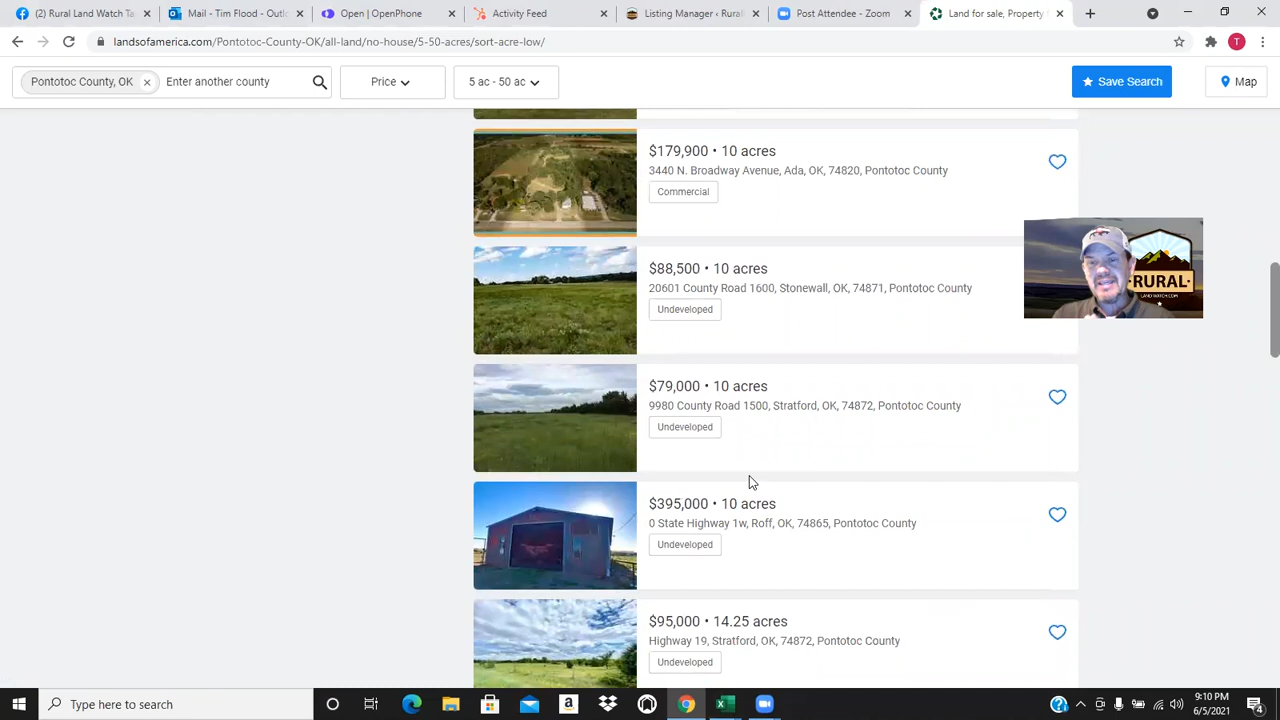 (2) Rural Land Watch Ta
Mail - Tim Flood - Outlo
Open | OpenPhone
Activity Feed
Listing Manager - Rural
Post Attendee - Zoom
Land for sale, Property f
landsofamerica.com/Pontotoc-County-OK/all-land/no-house/5-50-acres/sort-acre-low/
T
Pontotoc County, OK
Enter another county
Price
5 ac - 50 ac
Save Search
Map
$179,900 • 10 acres
3440 N. Broadway Avenue, Ada, OK, 74820, Pontotoc County
Commercial
$88,500 • 10 acres
20601 County Road 1600, Stonewall, OK, 74871, Pontotoc County
Undeveloped
RURAL
LAND WATCH.COM
$79,000 • 10 acres
9980 County Road 1500, Stratford, OK, 74872, Pontotoc County
Undeveloped
$395,000 • 10 acres
0 State Highway 1w, Roff, OK, 74865, Pontotoc County
Undeveloped
$95,000 • 14.25 acres
Highway 19, Stratford, OK, 74872, Pontotoc County
Undeveloped
Type here to search
9:10 PM
6/5/2021